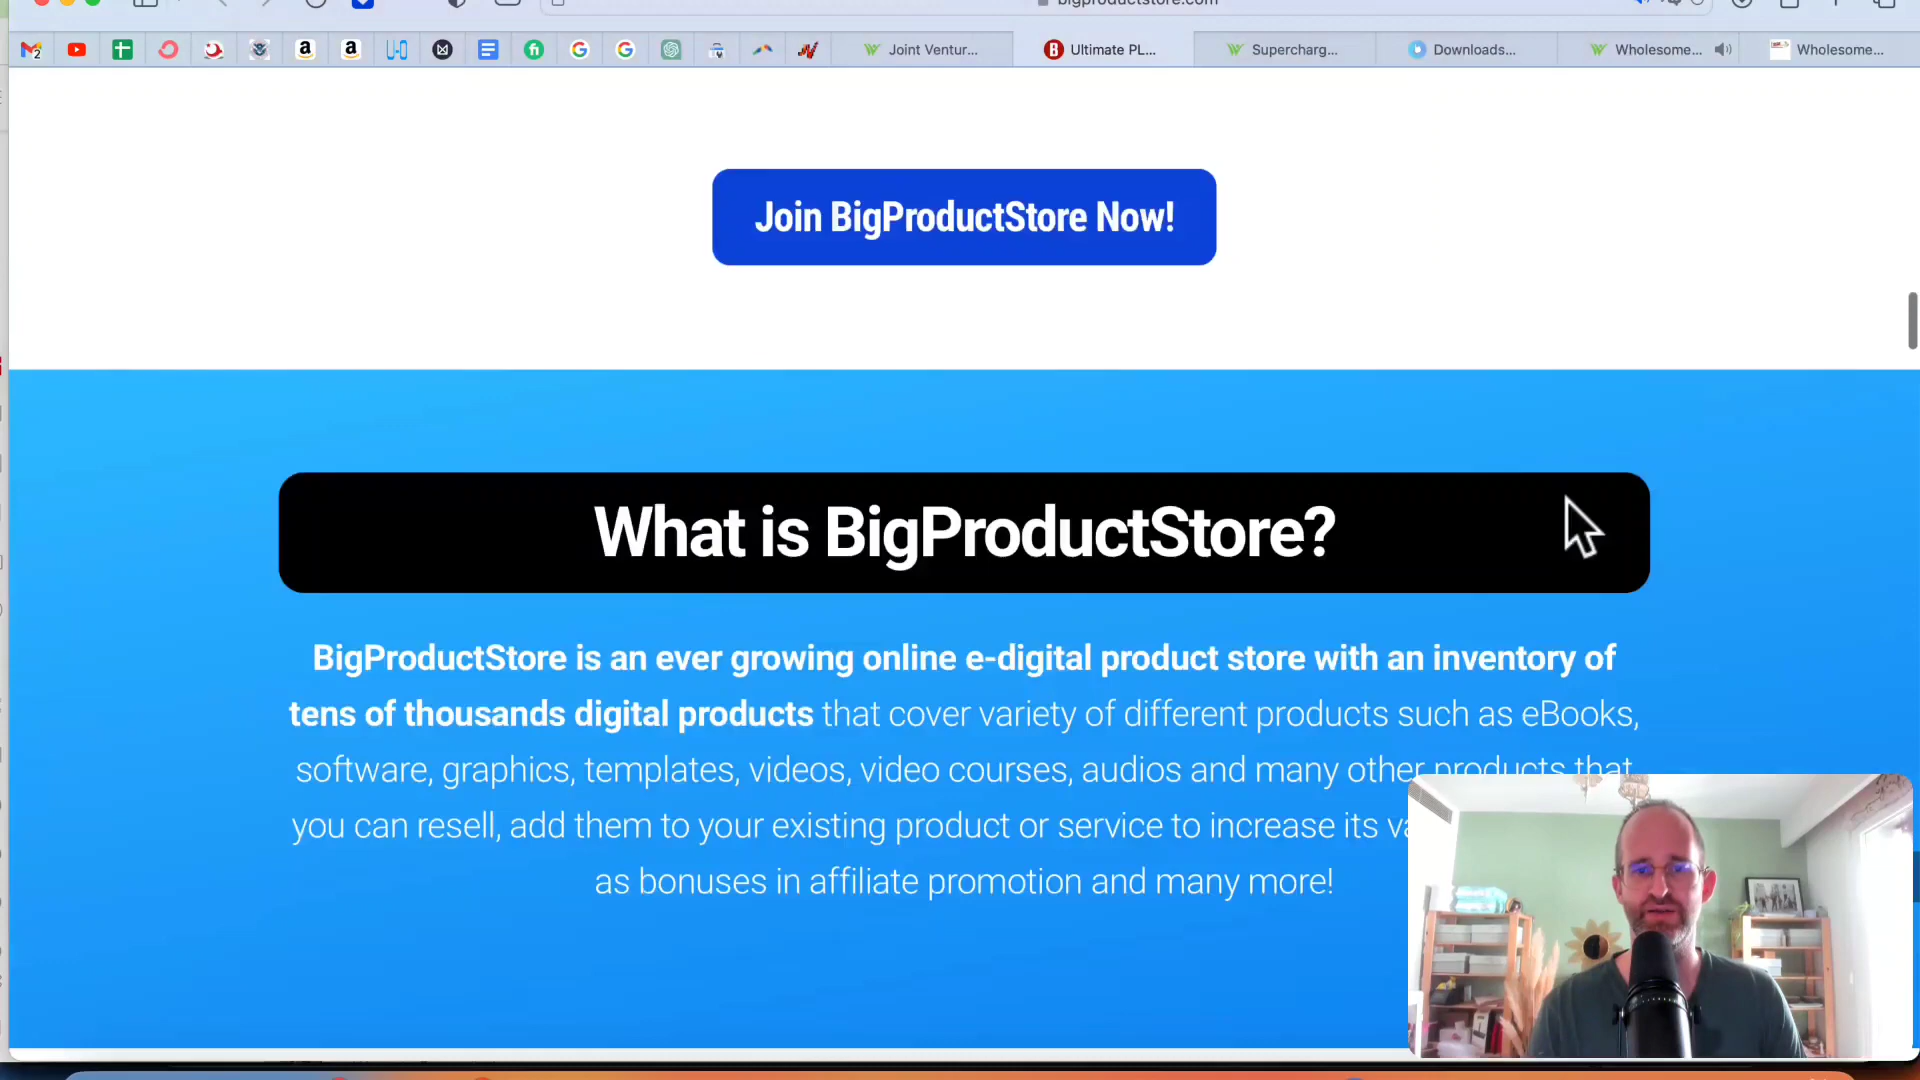 bigproductstore.com
Joint Ventur...
Ultimate PL...
Supercharg...
Downloads...
Wholesome...
Wholesome...
Join BigProductStore Now!
What is BigProductStore?
BigProductStore is an ever growing online e-digital product store with an inventory of
tens of thousands digital products that cover variety of different products such as eBooks,
software, graphics, templates, videos, video courses, audios and many other products that
you can resell, add them to your existing product or service to increase its
as bonuses in affiliate promotion and many more!